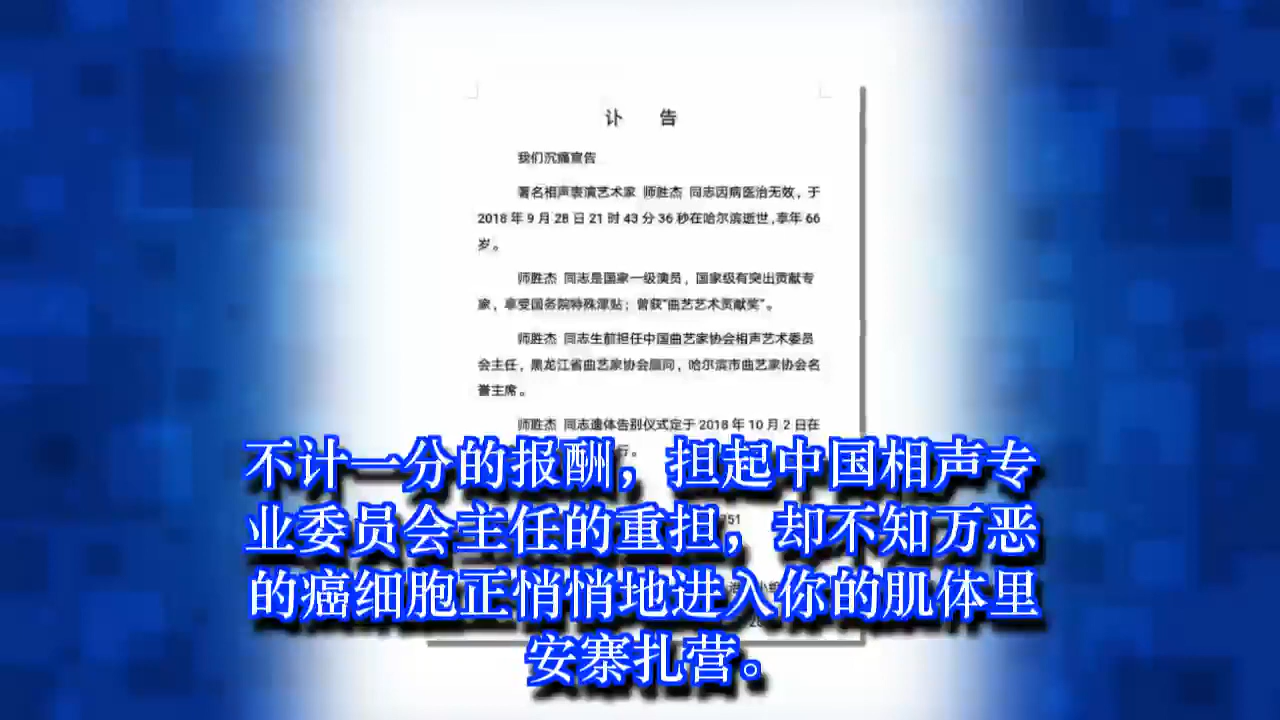 讣 告
我们沉痛宣告
著名相声表演艺术家 师胜杰 同志因病医治无效，于
2018 年 9 月 28 日 21 时 43 分 36 秒在哈尔滨逝世，享年 66
岁。
师胜杰 同志是国家一级演员，国家级有突出贡献专
家，享受国务院特殊津贴；曾获“曲艺艺术贡献奖”。
师胜杰 同志生前担任中国曲艺家协会相声艺术委员
会主任，黑龙江省曲艺家协会顾问，哈尔滨市曲艺家协会名
誉主席。
师胜杰 同志遗体告别仪式定于 2018 年 10 月 2 日在
行。
不计一分的报酬，担起中国相声专
751
业委员会主任的重担，却不知万恶
的癌细胞正悄悄地进入你的肌体里
安寨扎营。